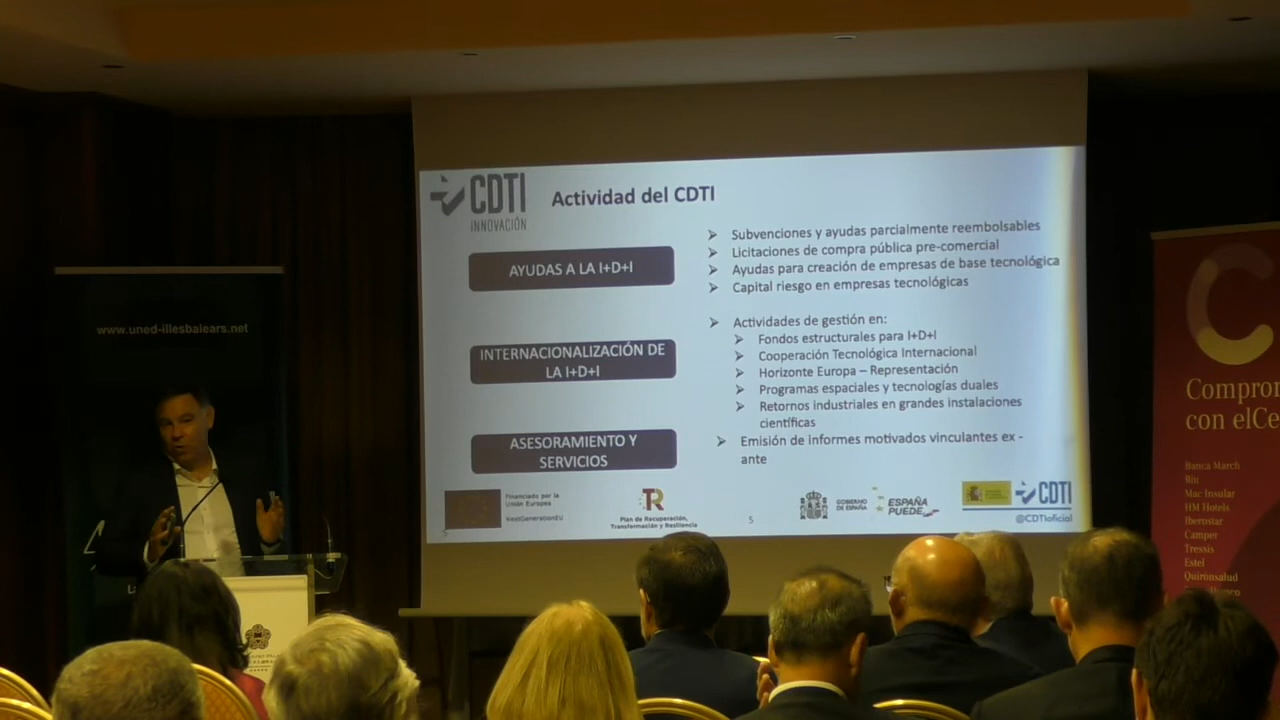 www.uned-illesbalears.net
CDTI
INNOVACIÓN
Actividad del CDTI
AYUDAS A LA I+D+I
➢ Subvenciones y ayudas parcialmente reembolsables
➢ Licitaciones de compra pública pre-comercial
➢ Ayudas para creación de empresas de base tecnológica
➢ Capital riesgo en empresas tecnológicas
INTERNACIONALIZACIÓN DE
LA I+D+I
➢ Actividades de gestión en:
➢ Fondos estructurales para I+D+I
➢ Cooperación Tecnológica Internacional
➢ Horizonte Europa – Representación
➢ Programas espaciales y tecnologías duales
➢ Retornos industriales en grandes instalaciones
científicas
ASESORAMIENTO Y
SERVICIOS
➢ Emisión de informes motivados vinculantes ex -
ante
Financiado por la
Unión Europea
NextGenerationEU
TR
Plan de Recuperación,
Transformación y Resiliencia
5
GOBIERNO
DE ESPAÑA
ESPAÑA
PUEDE
CDTI
@CDTIoficial
con elCe
Banca March
Riu
Mac Insular
HM Hotels
Iberostar
Camper
Tressis
Estel
Quirónsalud